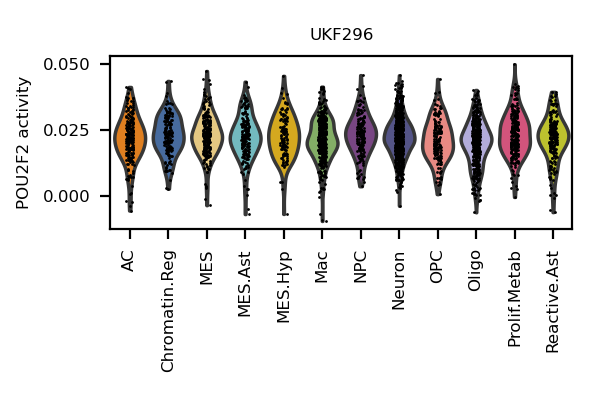 UKF296
POU2F2 activity
0.050
0.025
0.000
AC
Chromatin.Reg
MES
MES.Ast
MES.Hyp
Mac
NPC
Neuron
OPC
Oligo
Prolif.Metab
Reactive.Ast